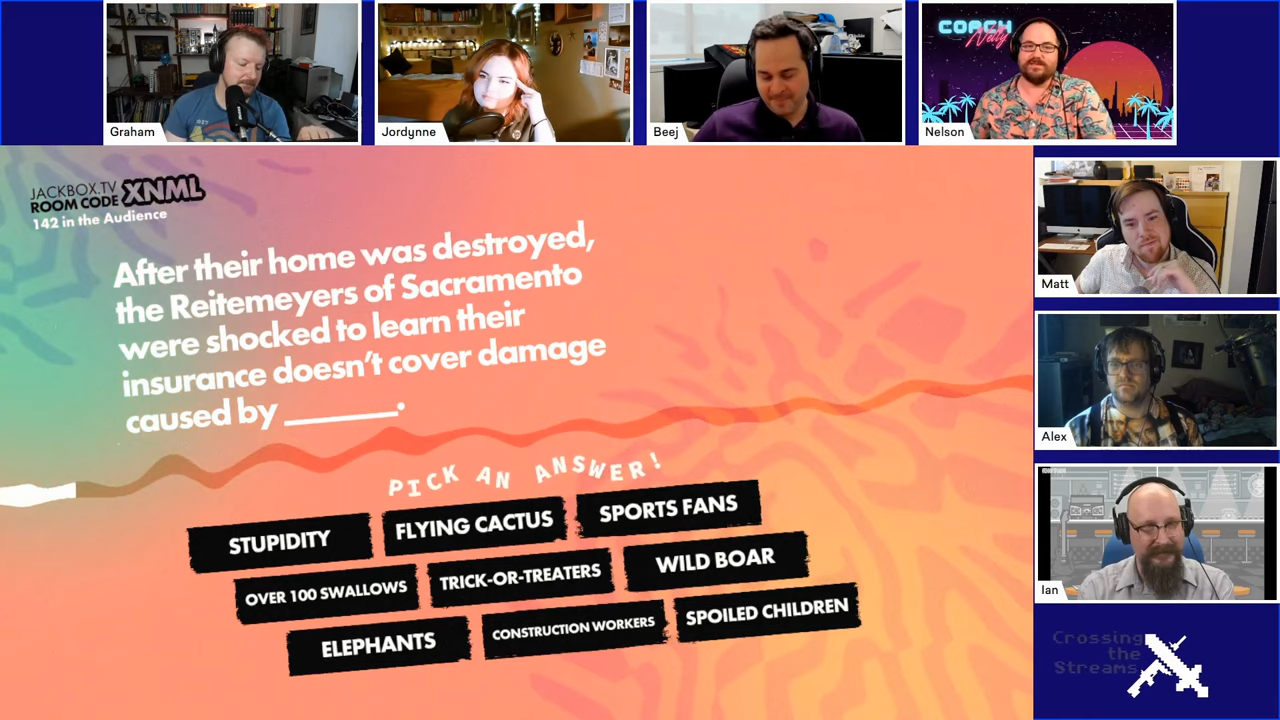 COACH
Nelly
Graham
Jordynne
Beej
Nelson
JACKBOX.TV
ROOM CODE XNML
142 in the Audience
After their home was destroyed,
the Reitemeyers of Sacramento
were shocked to learn their
insurance doesn't cover damage
caused by ______.
PICK AN ANSWER!
STUPIDITY
FLYING CACTUS
SPORTS FANS
OVER 100 SWALLOWS
TRICK-OR-TREATERS
WILD BOAR
ELEPHANTS
CONSTRUCTION WORKERS
SPOILED CHILDREN
Matt
Alex
Ian
Crossing
the
Streams